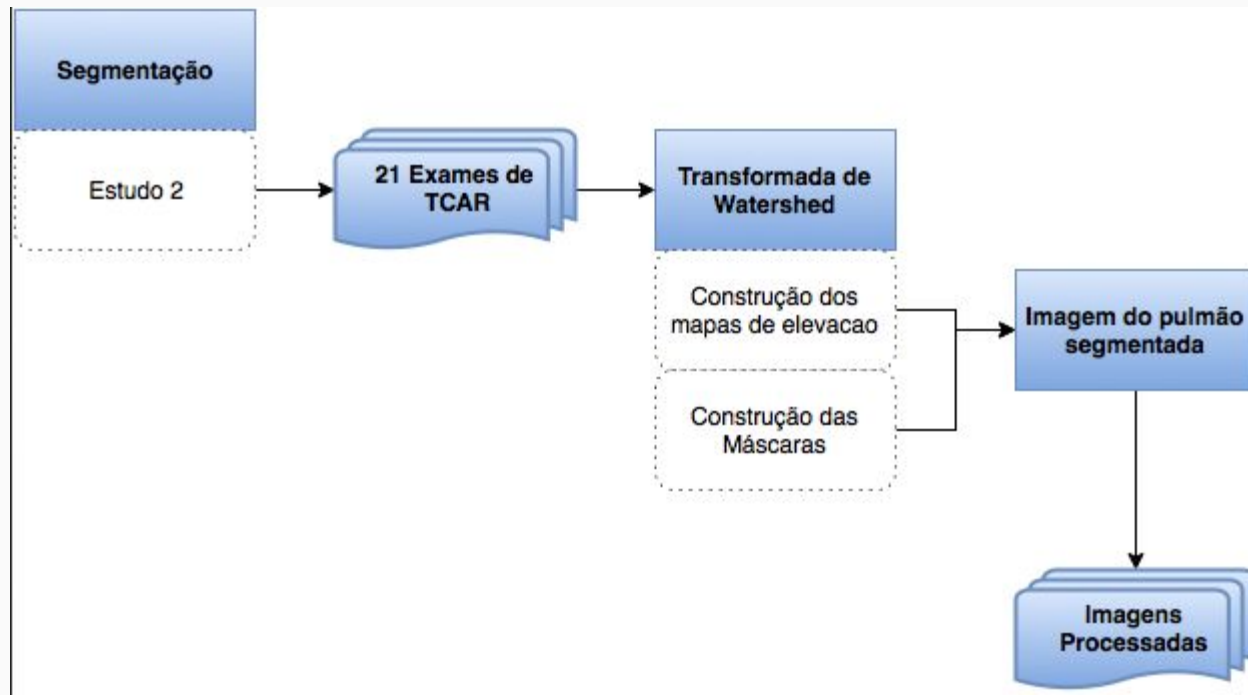 Segmentação
Estudo 2
21 Exames de
TCAR
Transformada de
Watershed
Construção dos
mapas de elevacao
Construção das
Máscaras
Imagem do pulmão
segmentada
Imagens
Processadas